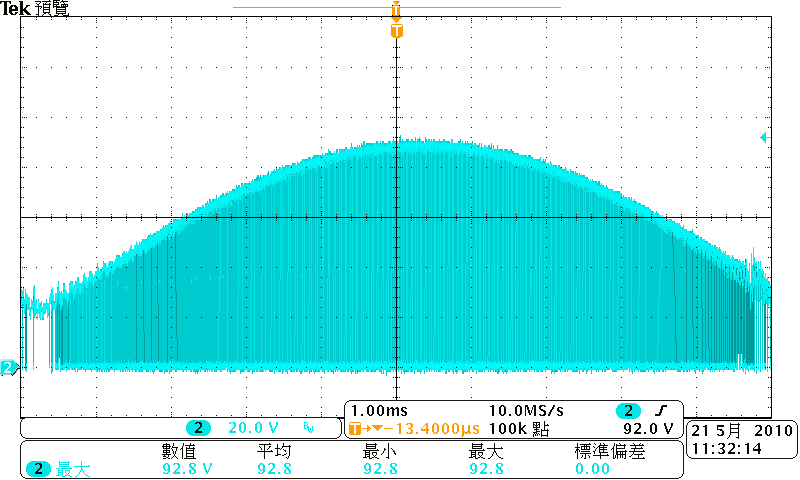 Tek 預覽
T
T
2
2 20.0 V BW
1.00ms 10.0MS/s 2
T→▼−13.4000µs 100k 點 92.0 V
21 5月 2010
11:32:14
數值 平均 最小 最大 標準偏差
2 最大 92.8 V 92.8 92.8 92.8 0.00